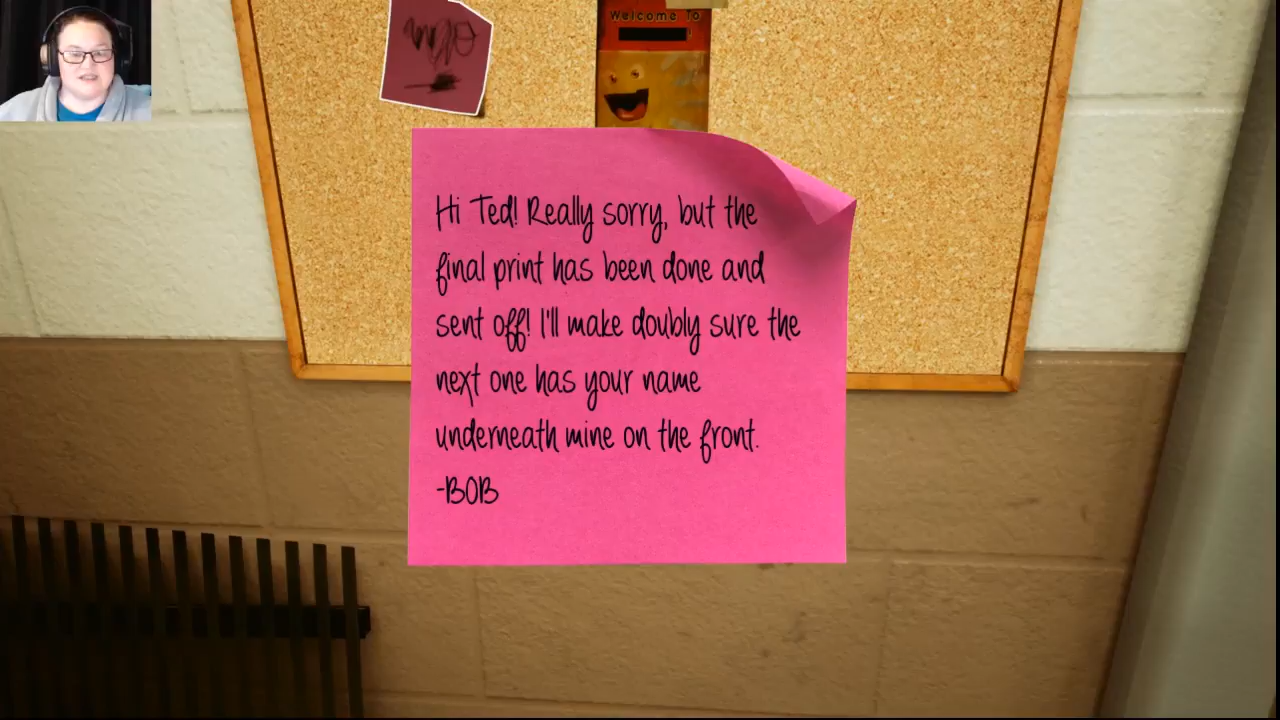 Welcome To
Hi Ted! Really sorry, but the
final print has been done and
sent off! I'll make doubly sure the
next one has your name
underneath mine on the front.
-BOB